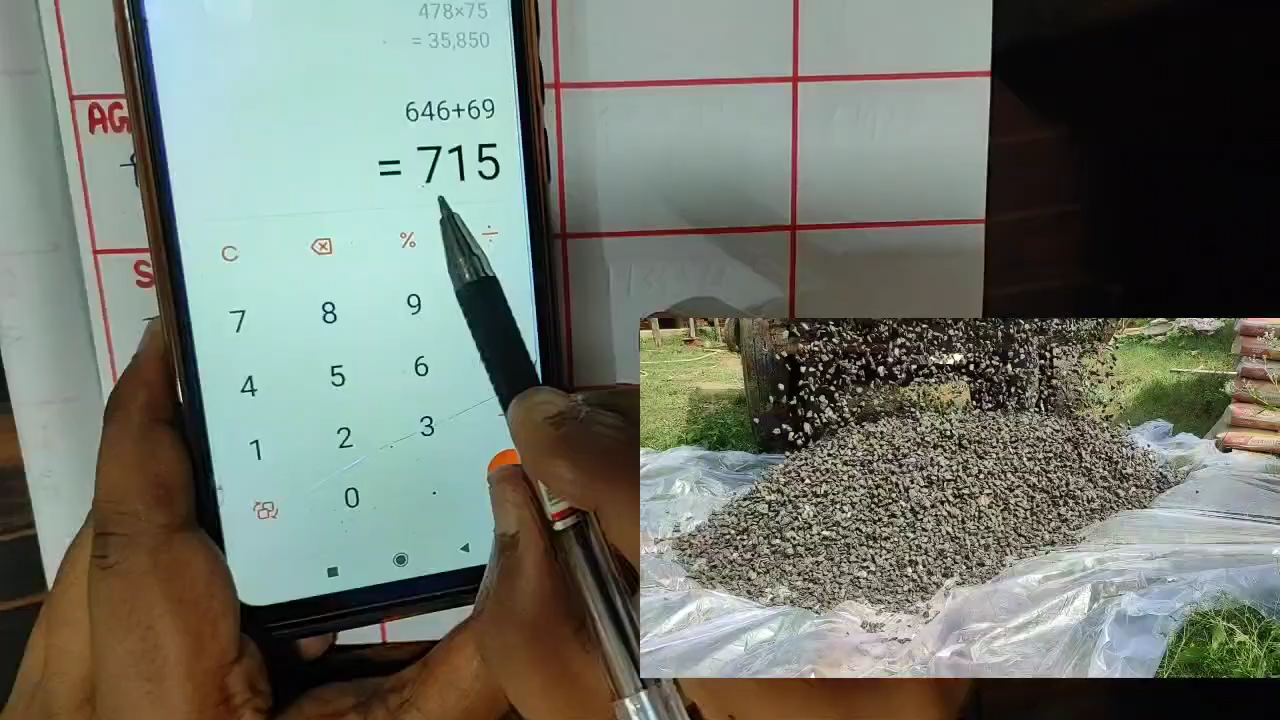 478×75
= 35,850
646+69
= 715
C % ÷
7 8 9
4 5 6
1 2 3
0 .
AG
S